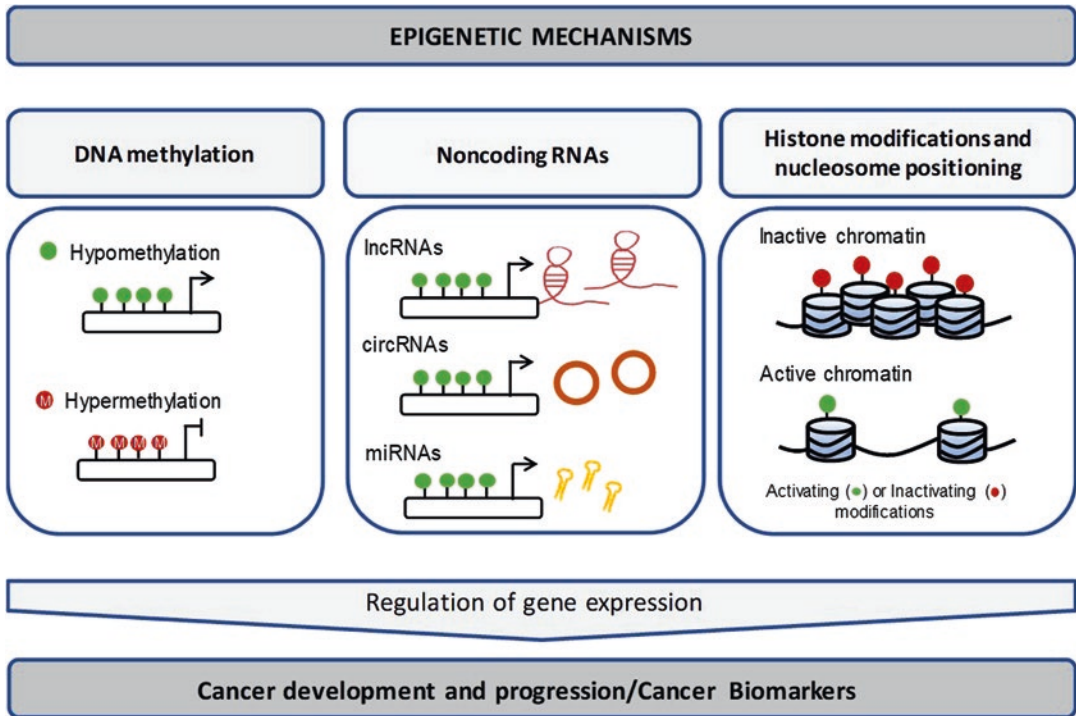 EPIGENETIC MECHANISMS
DNA methylation
Noncoding RNAs
Histone modifications and
nucleosome positioning
Hypomethylation
M Hypermethylation
M M M M
lncRNAs
circRNAs
miRNAs
Inactive chromatin
Active chromatin
Activating ( ) or Inactivating ( )
modifications
Regulation of gene expression
Cancer development and progression/Cancer Biomarkers